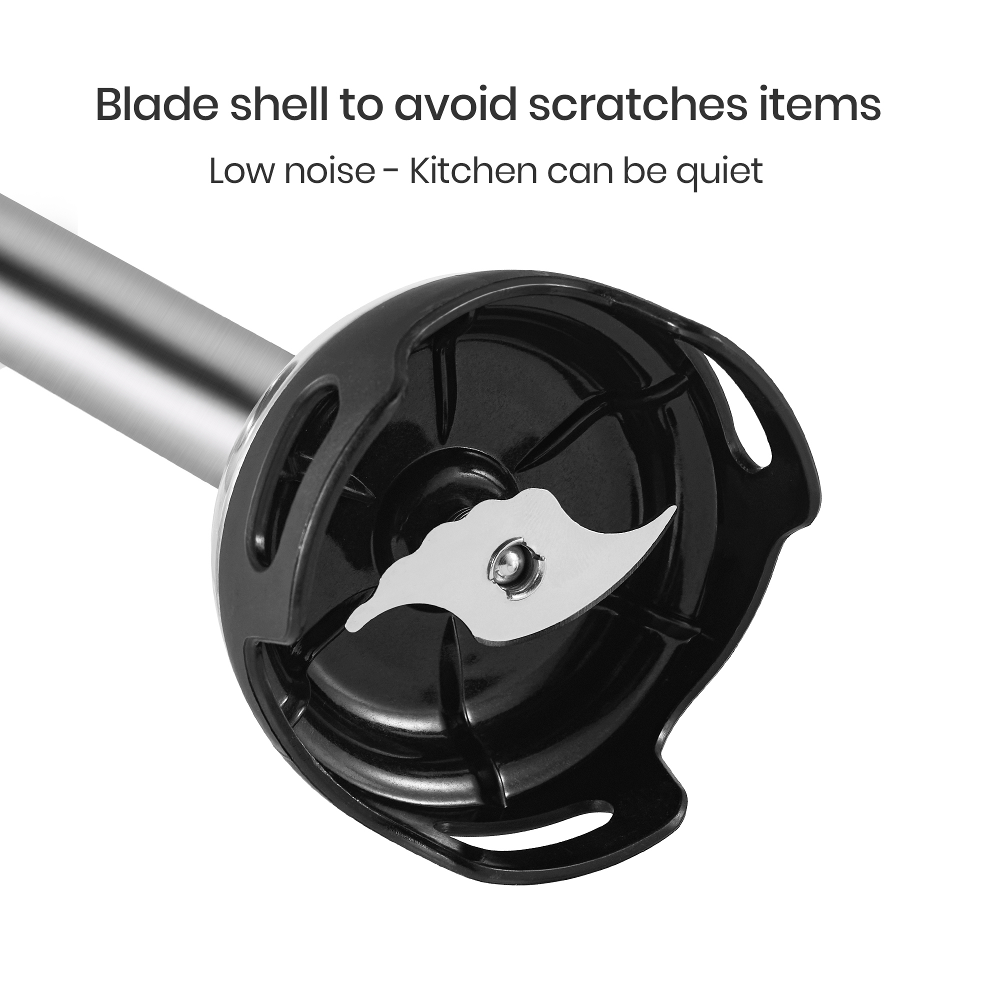 Blade shell to avoid scratches items
Low noise - Kitchen can be quiet